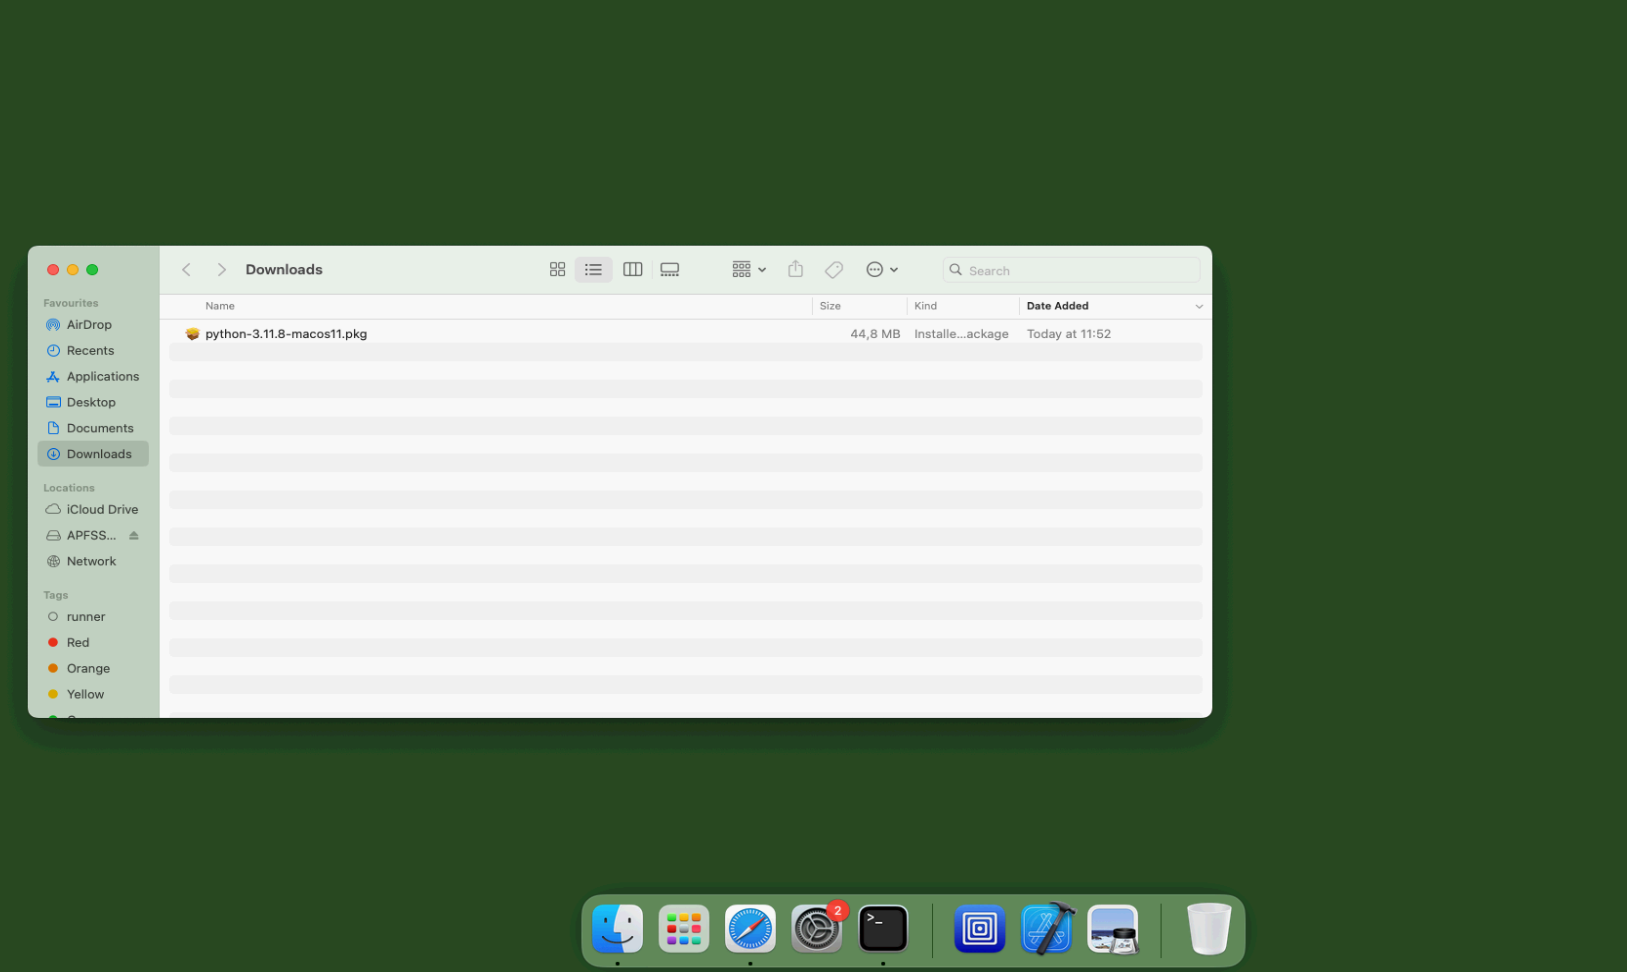 Downloads
Search
Favourites
AirDrop
Recents
Applications
Desktop
Documents
Downloads
Locations
iCloud Drive
APFSS...
Network
Tags
runner
Red
Orange
Yellow
Name Size Kind Date Added
python-3.11.8-macos11.pkg 44,8 MB Installe...ackage Today at 11:52
2
>_